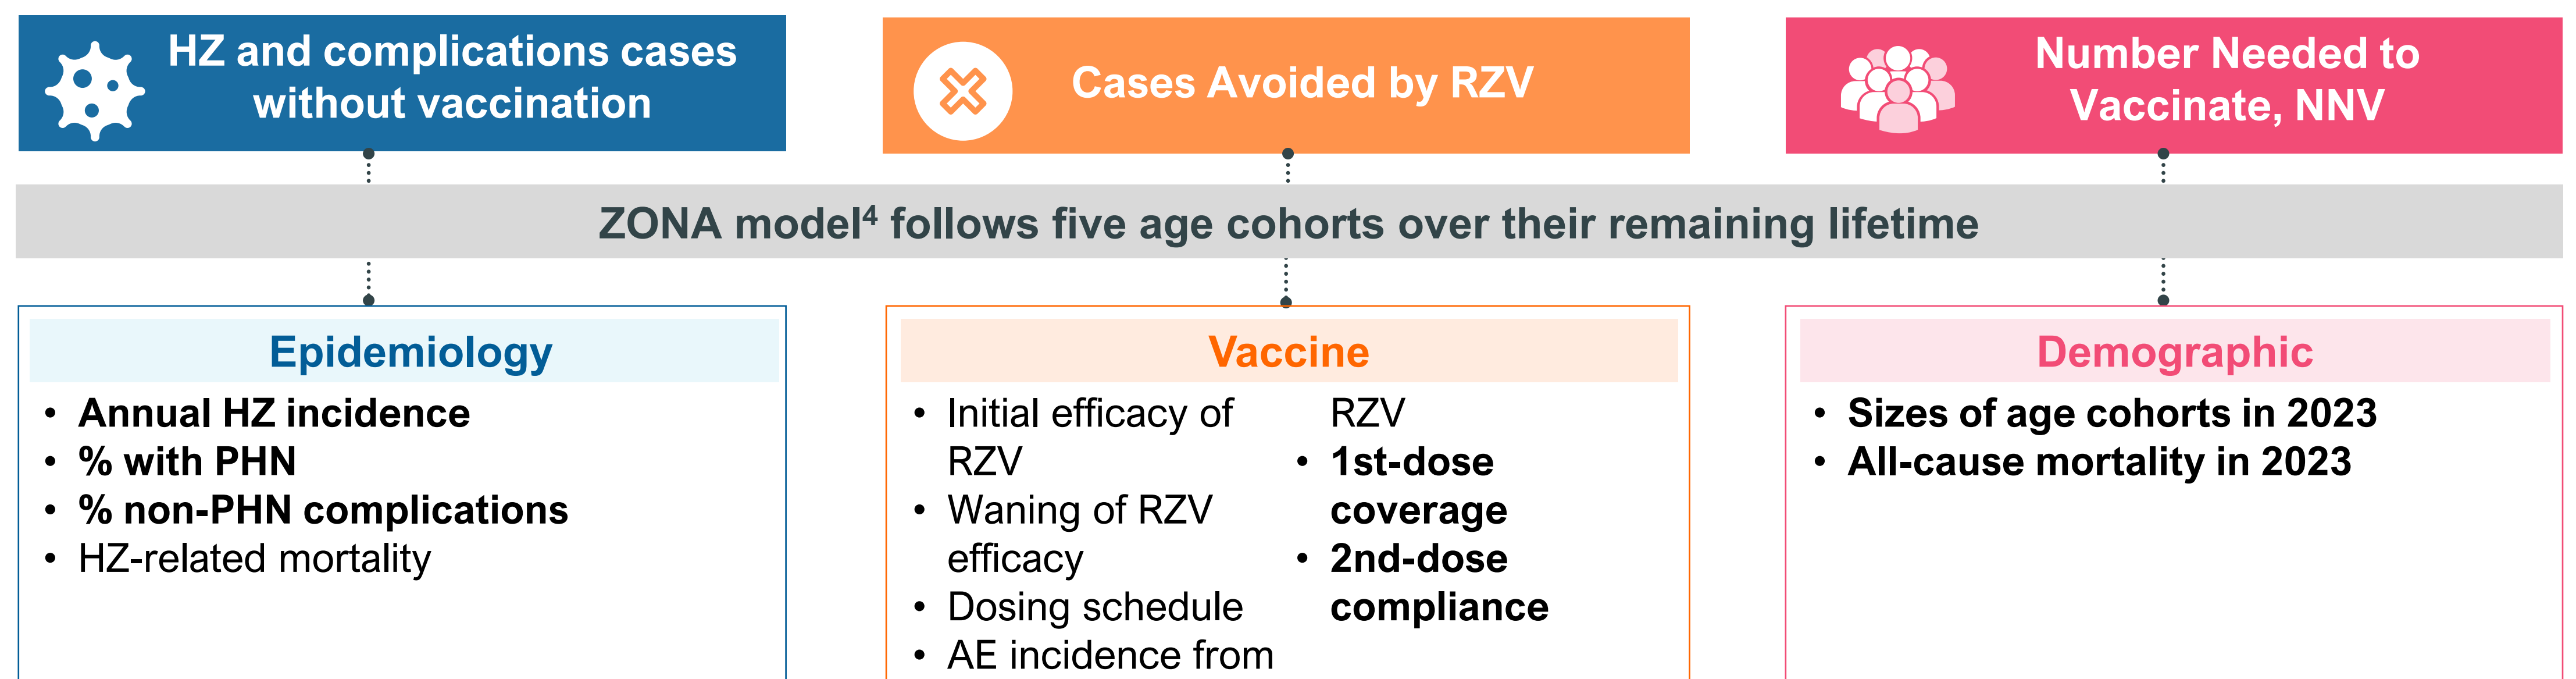 HZ and complications cases
without vaccination
Cases Avoided by RZV
Number Needed to
Vaccinate, NNV
ZONA model⁴ follows five age cohorts over their remaining lifetime
Epidemiology
• Annual HZ incidence
• % with PHN
• % non-PHN complications
• HZ-related mortality
Vaccine
• Initial efficacy of
RZV
• Waning of RZV
efficacy
• Dosing schedule
• AE incidence from
RZV
• 1st-dose
coverage
• 2nd-dose
compliance
Demographic
• Sizes of age cohorts in 2023
• All-cause mortality in 2023